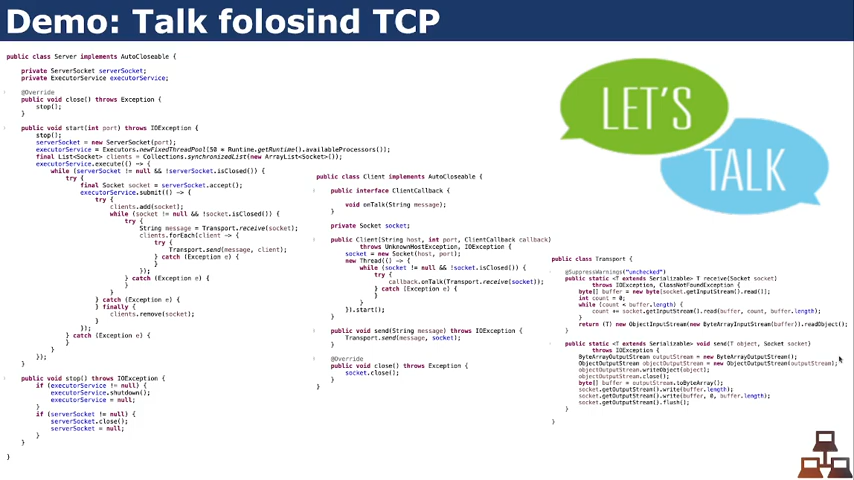 Demo: Talk folosind TCP
public class Server implements AutoCloseable {
private ServerSocket serverSocket;
private ExecutorService executorService;
@Override
public void close() throws Exception {
stop();
}
public void start(int port) throws IOException {
stop();
serverSocket = new ServerSocket(port);
executorService = Executors.newFixedThreadPool(50 * Runtime.getRuntime().availableProcessors());
final List<Socket> clients = Collections.synchronizedList(new ArrayList<Socket>());
executorService.execute(() -> {
while (serverSocket != null && !serverSocket.isClosed()) {
try {
final Socket socket = serverSocket.accept();
executorService.submit(() -> {
try {
clients.add(socket);
while (socket != null && !socket.isClosed()) {
try {
String message = Transport.receive(socket);
clients.forEach(client -> {
try {
Transport.send(message, client);
} catch (Exception e) {
}
});
} catch (Exception e) {
}
}
} catch (Exception e) {
} finally {
clients.remove(socket);
}
});
} catch (Exception e) {
}
}
});
}
public void stop() throws IOException {
if (executorService != null) {
executorService.shutdown();
executorService = null;
}
if (serverSocket != null) {
serverSocket.close();
serverSocket = null;
}
}
}
public class Client implements AutoCloseable {
public interface ClientCallback {
void onTalk(String message);
}
private Socket socket;
public Client(String host, int port, ClientCallback callback)
throws UnknownHostException, IOException {
socket = new Socket(host, port);
new Thread(() -> {
while (socket != null && !socket.isClosed()) {
try {
callback.onTalk(Transport.receive(socket));
} catch (Exception e) {
}
}
}).start();
}
public void send(String message) throws IOException {
Transport.send(message, socket);
}
@Override
public void close() throws Exception {
socket.close();
}
}
LET'S
TALK
public class Transport {
@SuppressWarnings("unchecked")
public static <T extends Serializable> T receive(Socket socket)
throws IOException, ClassNotFoundException {
byte[] buffer = new byte[socket.getInputStream().read()];
int count = 0;
while (count < buffer.length) {
count += socket.getInputStream().read(buffer, count, buffer.length);
}
return (T) new ObjectInputStream(new ByteArrayInputStream(buffer)).readObject();
}
public static <T extends Serializable> void send(T object, Socket socket)
throws IOException {
ByteArrayOutputStream outputStream = new ByteArrayOutputStream();
ObjectOutputStream objectOutputStream = new ObjectOutputStream(outputStream);
objectOutputStream.writeObject(object);
objectOutputStream.close();
byte[] buffer = outputStream.toByteArray();
socket.getOutputStream().write(buffer.length);
socket.getOutputStream().write(buffer, 0, buffer.length);
socket.getOutputStream().flush();
}
}